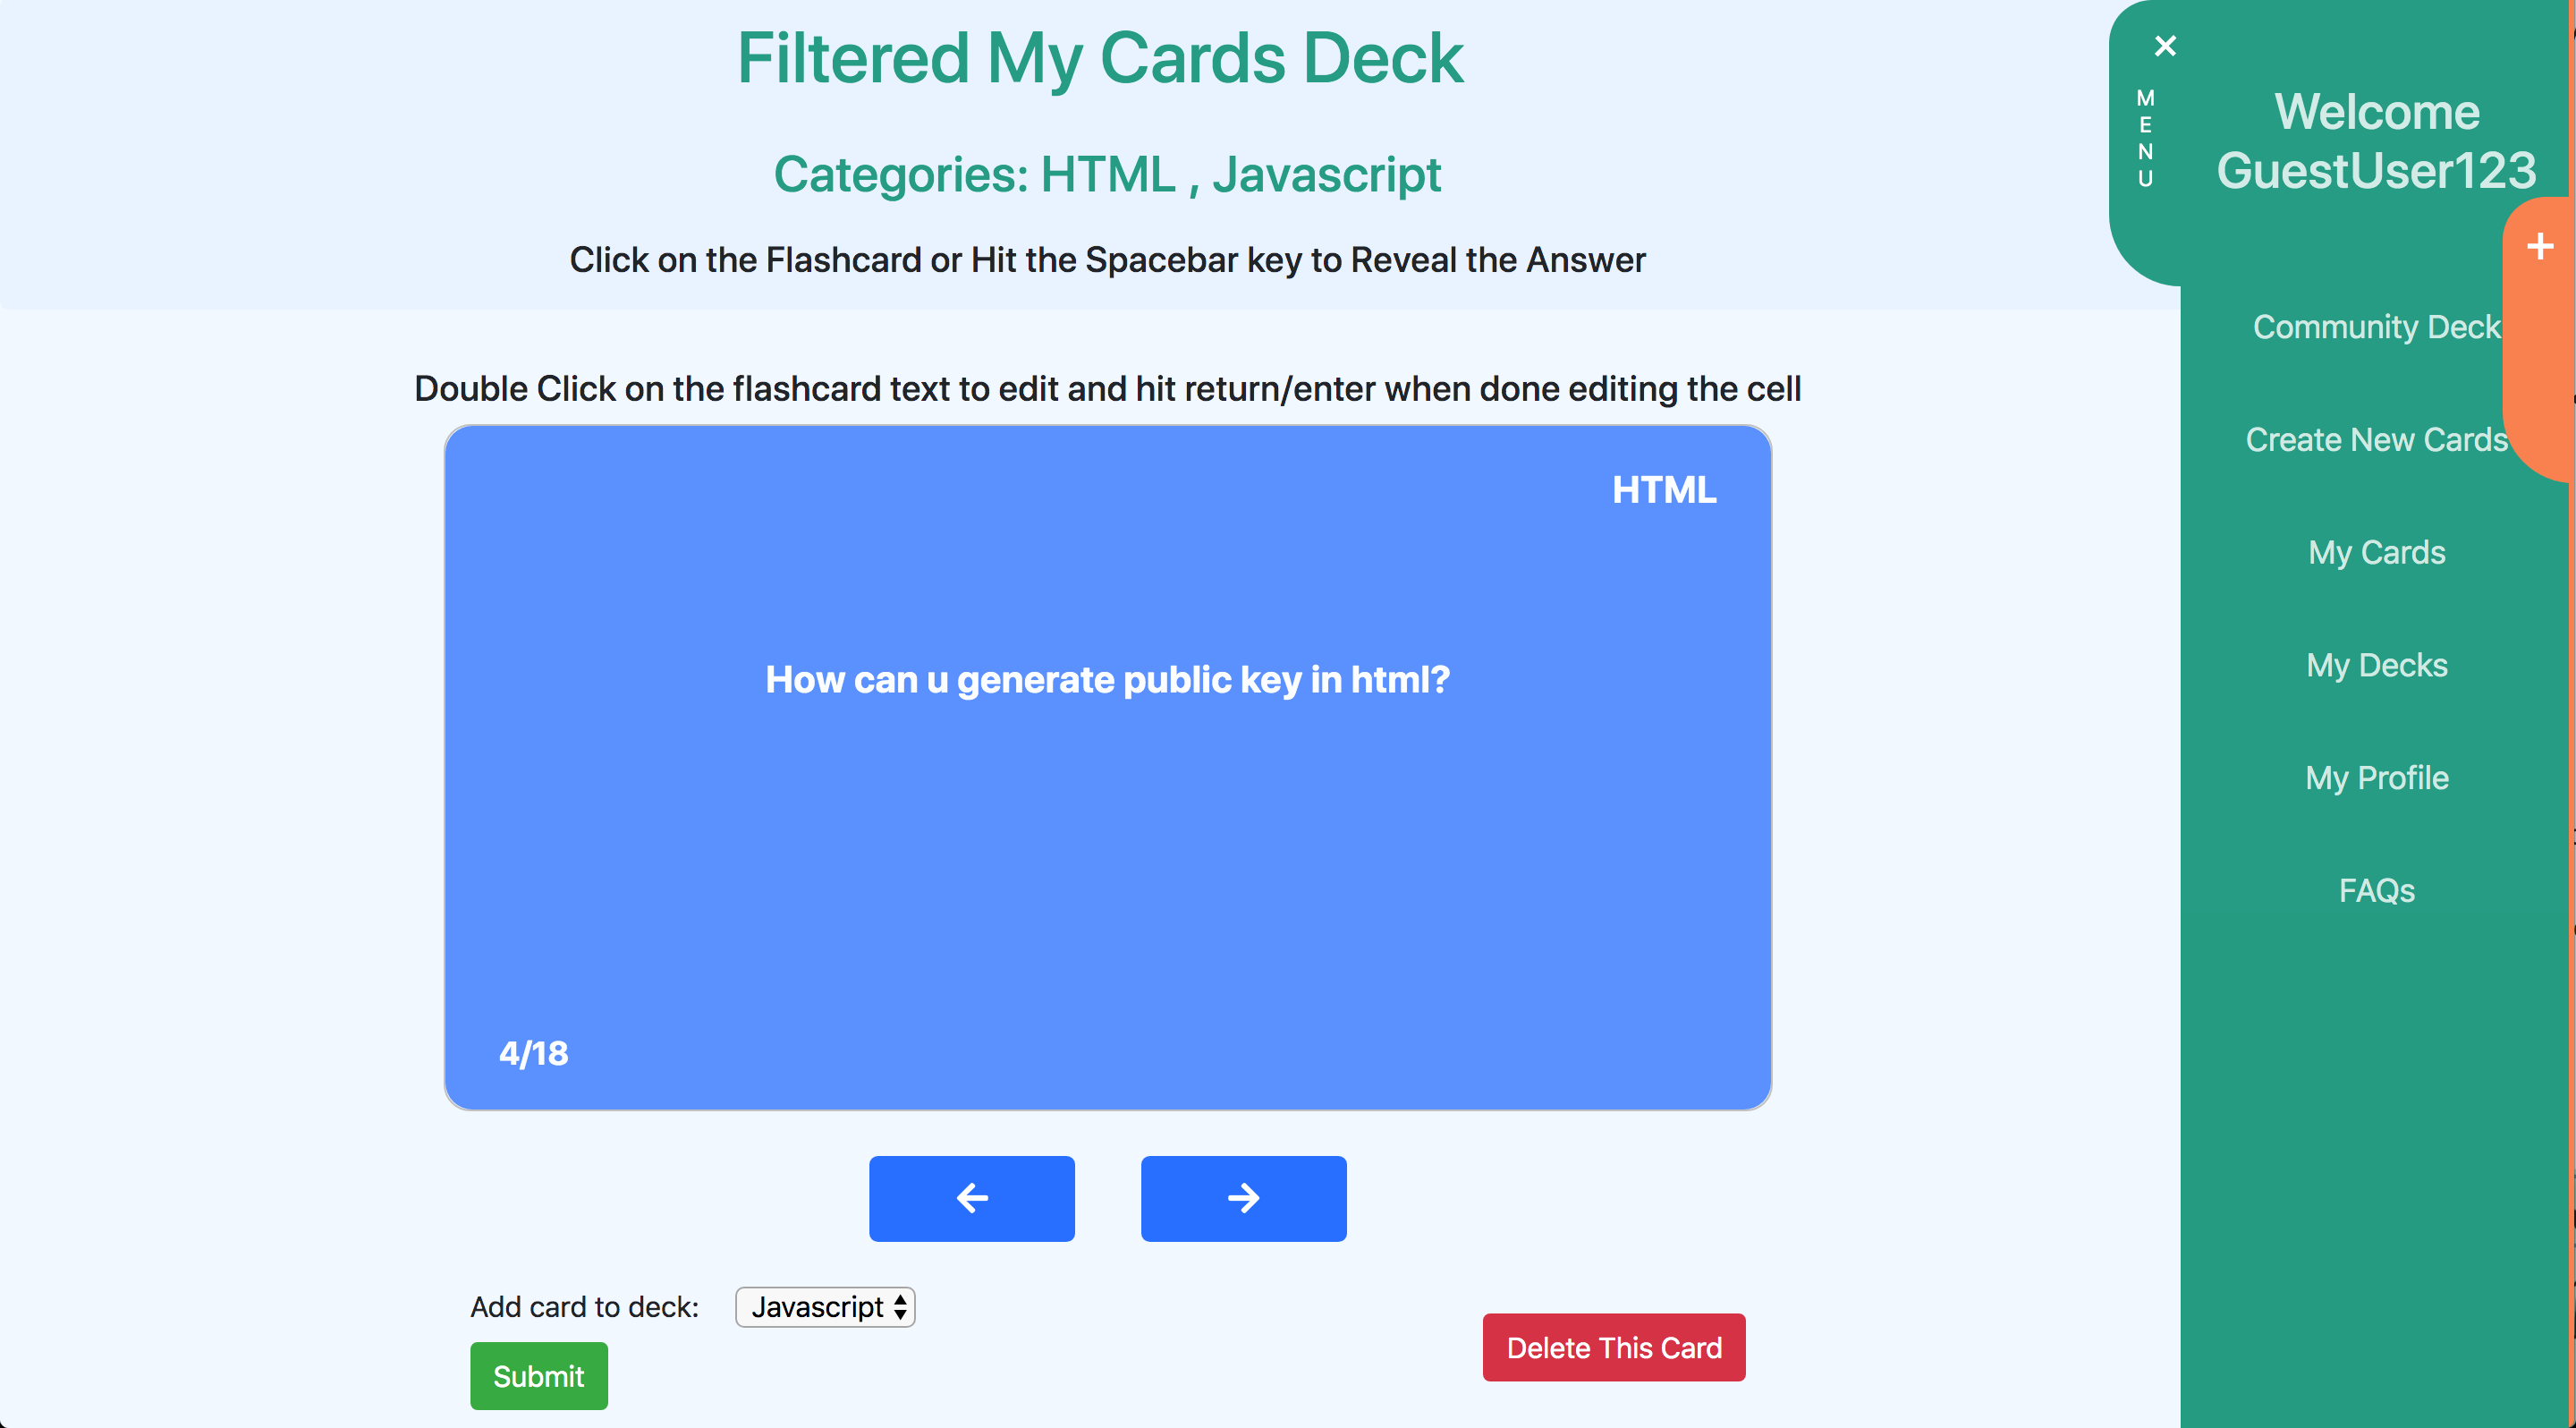 Filtered My Cards Deck
Categories: HTML , Javascript
Click on the Flashcard or Hit the Spacebar key to Reveal the Answer
Double Click on the flashcard text to edit and hit return/enter when done editing the cell
HTML
How can u generate public key in html?
4/18
Add card to deck:
Javascript
Submit
Delete This Card
MENU
Welcome
GuestUser123
Community Deck
Create New Cards
My Cards
My Decks
My Profile
FAQs